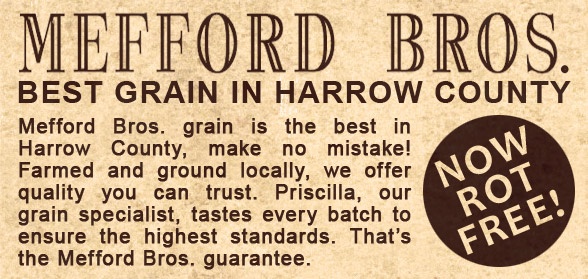 MEFFORD BROS.
BEST GRAIN IN HARROW COUNTY
Mefford Bros. grain is the best in
Harrow County, make no mistake!
Farmed and ground locally, we offer
quality you can trust. Priscilla, our
grain specialist, tastes every batch to
ensure the highest standards. That's
the Mefford Bros. guarantee.
NOW
ROT
FREE!